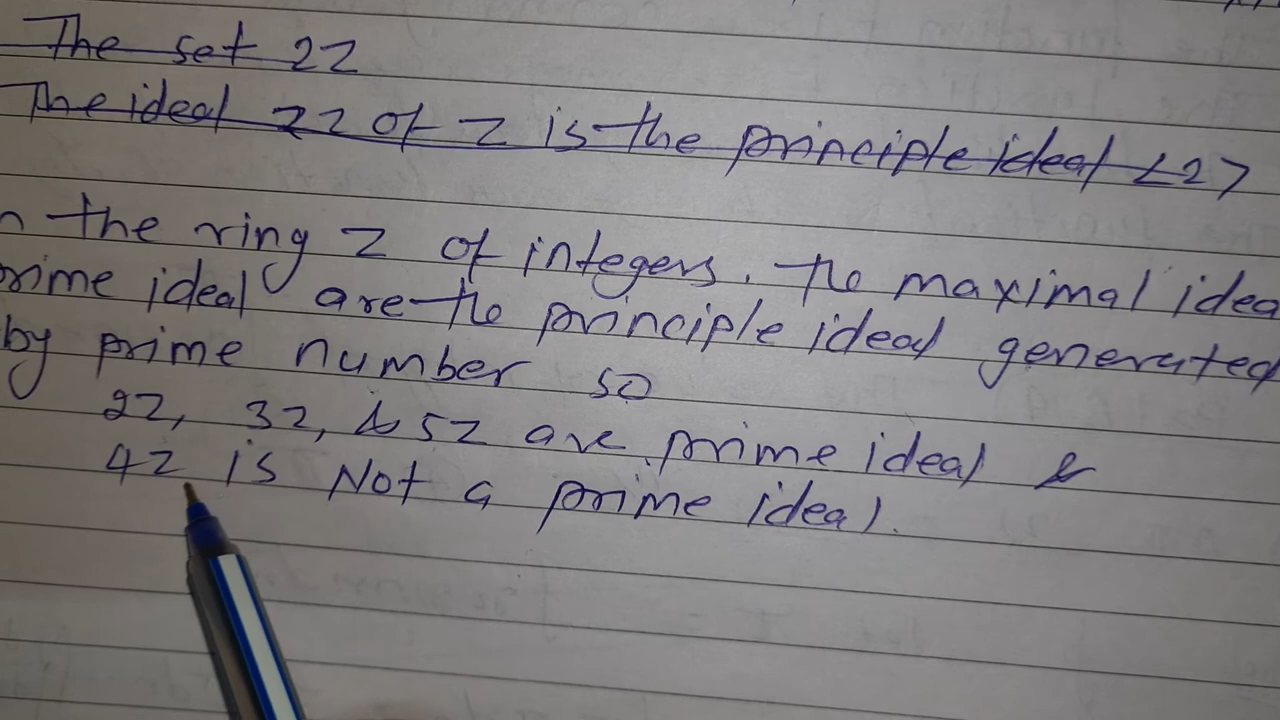 The set 2Z
The ideal 2Z of Z is the principle ideal <2>
n the ring Z of integers. The maximal idea
rime ideal are the principle ideal generated
by prime number so
2Z, 3Z, & 5Z are prime ideal &
4Z is Not a prime ideal.